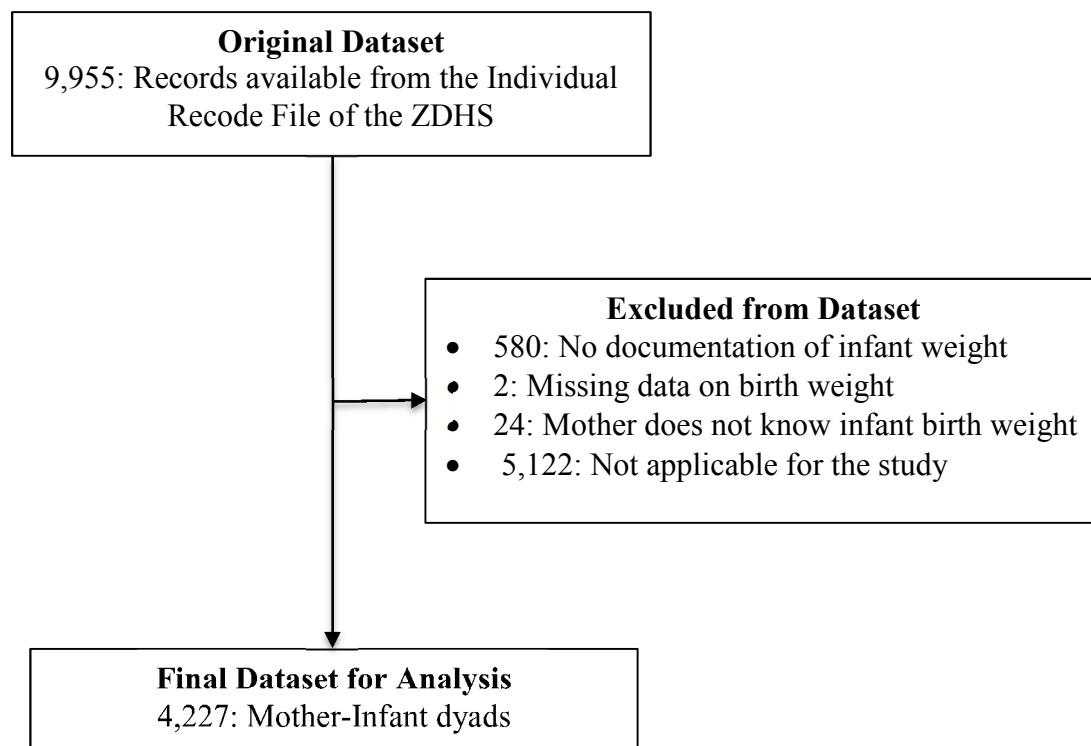 Original Dataset
9,955: Records available from the Individual
Recode File of the ZDHS
Excluded from Dataset
• 580: No documentation of infant weight
• 2: Missing data on birth weight
• 24: Mother does not know infant birth weight
• 5,122: Not applicable for the study
Final Dataset for Analysis
4,227: Mother-Infant dyads